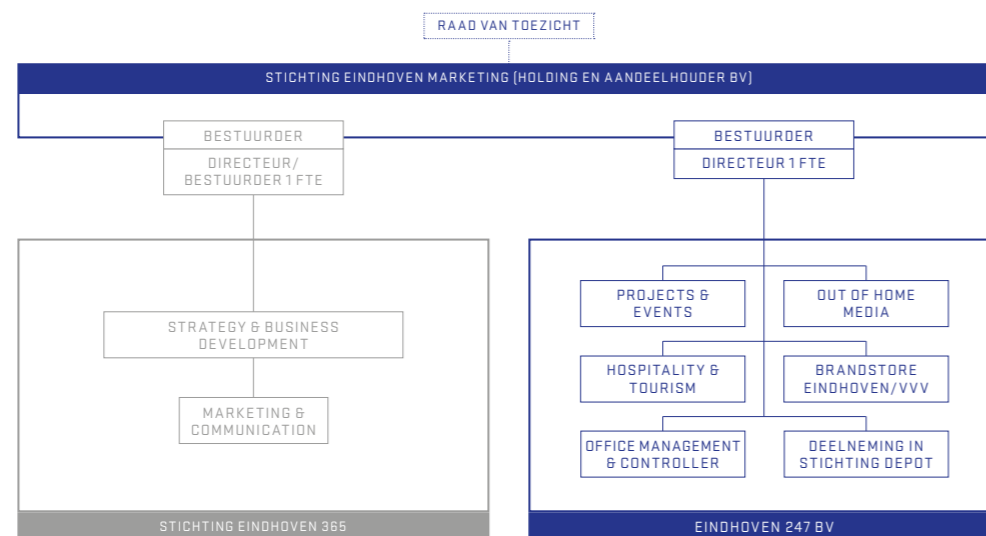 RAAD VAN TOEZICHT
STICHTING EINDHOVEN MARKETING (HOLDING EN AANDEELHOUDER BV)
BESTUURDER
DIRECTEUR/
BESTUURDER 1 FTE
BESTUURDER
DIRECTEUR 1 FTE
STRATEGY & BUSINESS
DEVELOPMENT
MARKETING &
COMMUNICATION
STICHTING EINDHOVEN 365
PROJECTS &
EVENTS
OUT OF HOME
MEDIA
HOSPITALITY &
TOURISM
BRANDSTORE
EINDHOVEN/VVV
OFFICE MANAGEMENT
& CONTROLLER
DEELNEMING IN
STICHTING DEPOT
EINDHOVEN 247 BV